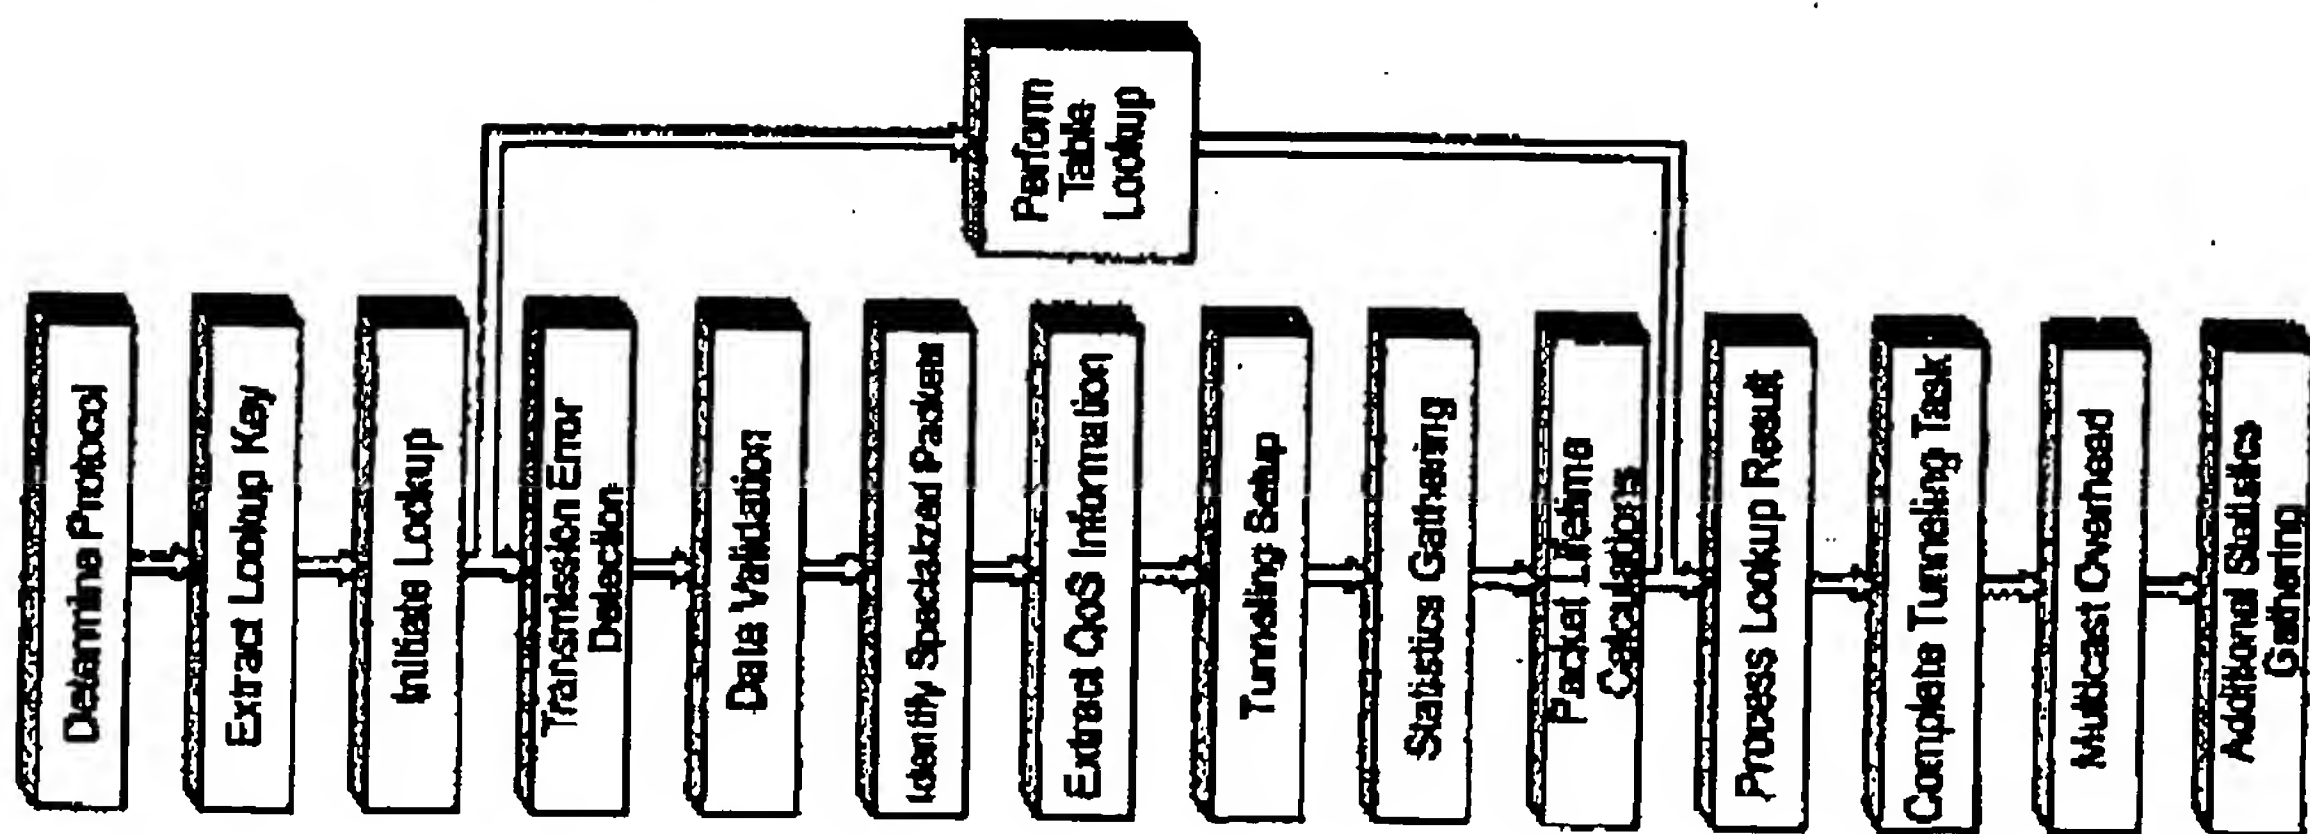 Determine Protocol
Extract Lookup Key
Initiate Lookup
Perform
Table
Lookup
Transmission Error
Detection
Data Validation
Identify Specialized Packets
Extract QoS Information
Tunneling Setup
Statistics Gathering
Packet Lifetime
Calculations
Process Lookup Result
Complete Tunneling Task
Multicast Overhead
Additional Statistics
Gathering